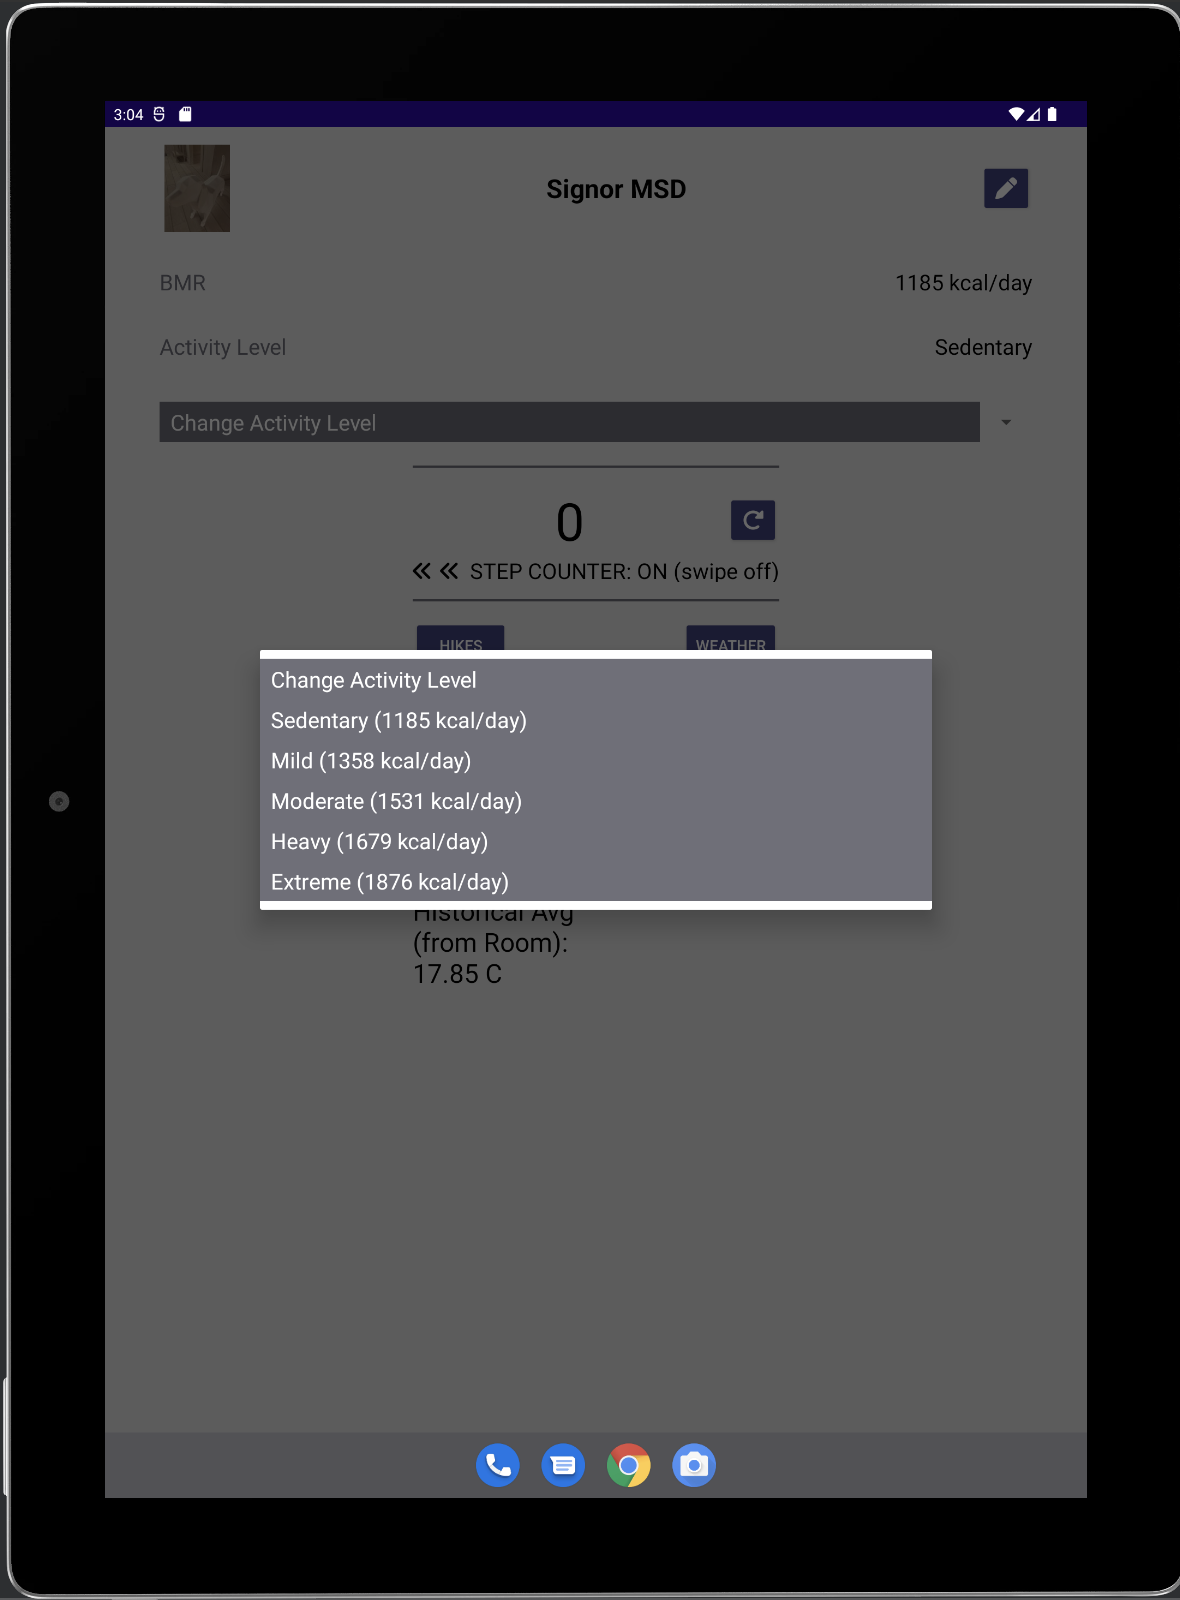 3:04
Signor MSD
BMR
1185 kcal/day
Activity Level
Sedentary
Change Activity Level
0
STEP COUNTER: ON (swipe off)
HIKES
WEATHER
Change Activity Level
Sedentary (1185 kcal/day)
Mild (1358 kcal/day)
Moderate (1531 kcal/day)
Heavy (1679 kcal/day)
Extreme (1876 kcal/day)
Historical Avg
(from Room):
17.85 C